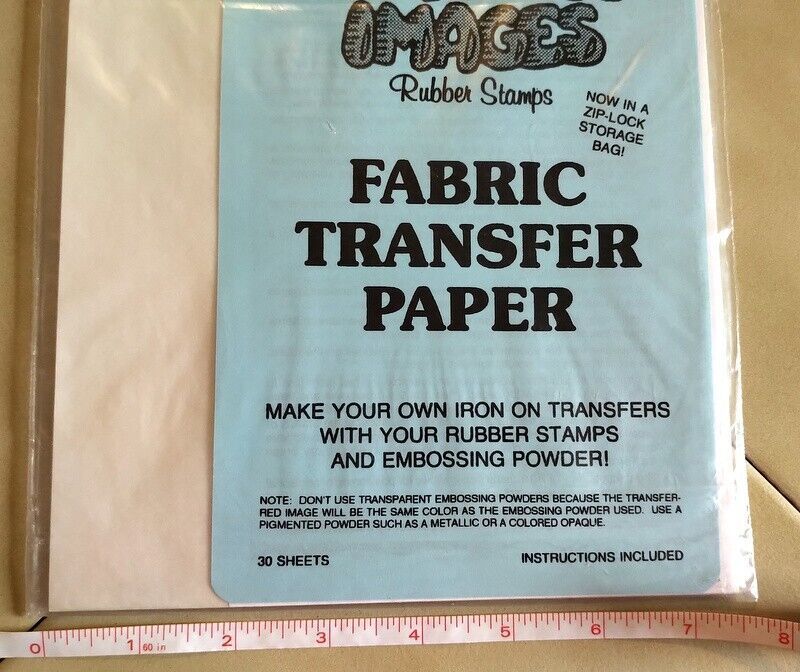 IMAGES
Rubber Stamps
NOW IN A
ZIP-LOCK
STORAGE
BAG!
FABRIC
TRANSFER
PAPER
MAKE YOUR OWN IRON ON TRANSFERS
WITH YOUR RUBBER STAMPS
AND EMBOSSING POWDER!
NOTE: DON'T USE TRANSPARENT EMBOSSING POWDERS BECAUSE THE TRANSFER-
RED IMAGE WILL BE THE SAME COLOR AS THE EMBOSSING POWDER USED. USE A
PIGMENTED POWDER SUCH AS A METALLIC OR A COLORED OPAQUE.
30 SHEETS INSTRUCTIONS INCLUDED
0 1 60 in 2 3 4 5 6 7 8